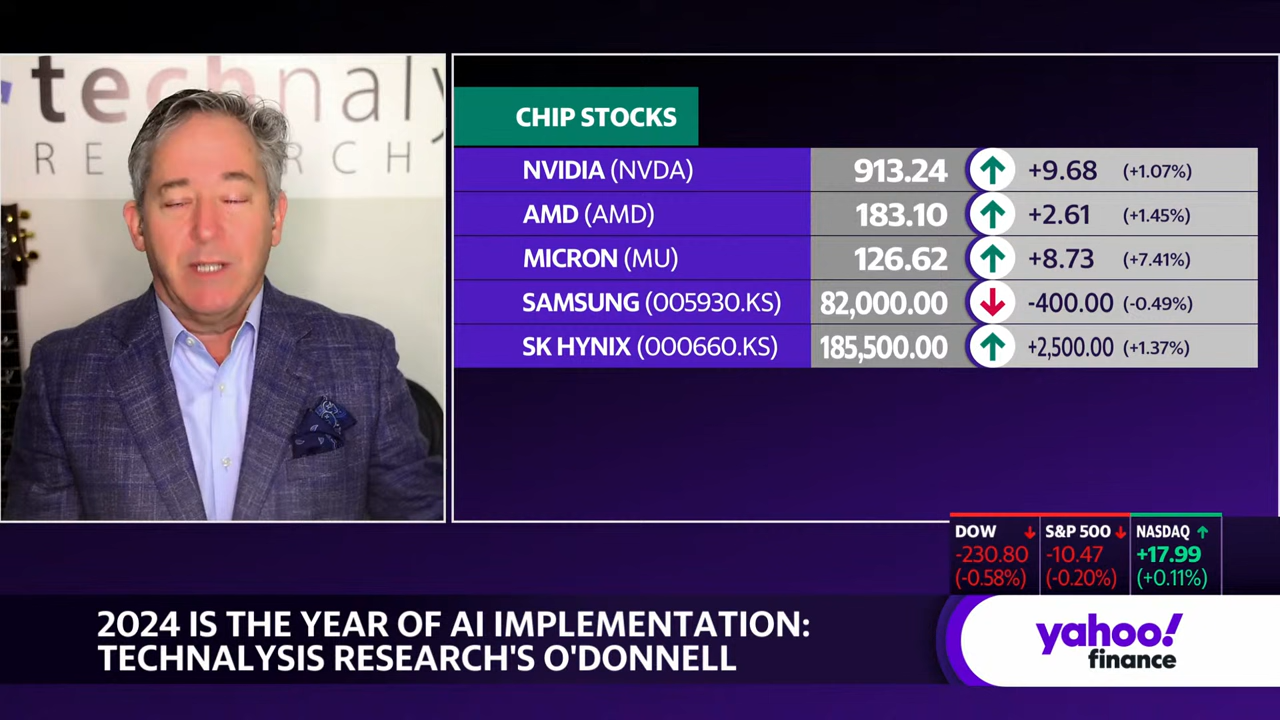 technaly
RESEARCH
CHIP STOCKS
NVIDIA (NVDA) 913.24 +9.68 (+1.07%)
AMD (AMD) 183.10 +2.61 (+1.45%)
MICRON (MU) 126.62 +8.73 (+7.41%)
SAMSUNG (005930.KS) 82,000.00 -400.00 (-0.49%)
SK HYNIX (000660.KS) 185,500.00 +2,500.00 (+1.37%)
DOW S&P 500 NASDAQ
-230.80 -10.47 +17.99
(-0.58%) (-0.20%) (+0.11%)
2024 IS THE YEAR OF AI IMPLEMENTATION:
TECHNALYSIS RESEARCH'S O'DONNELL
yahoo!
finance